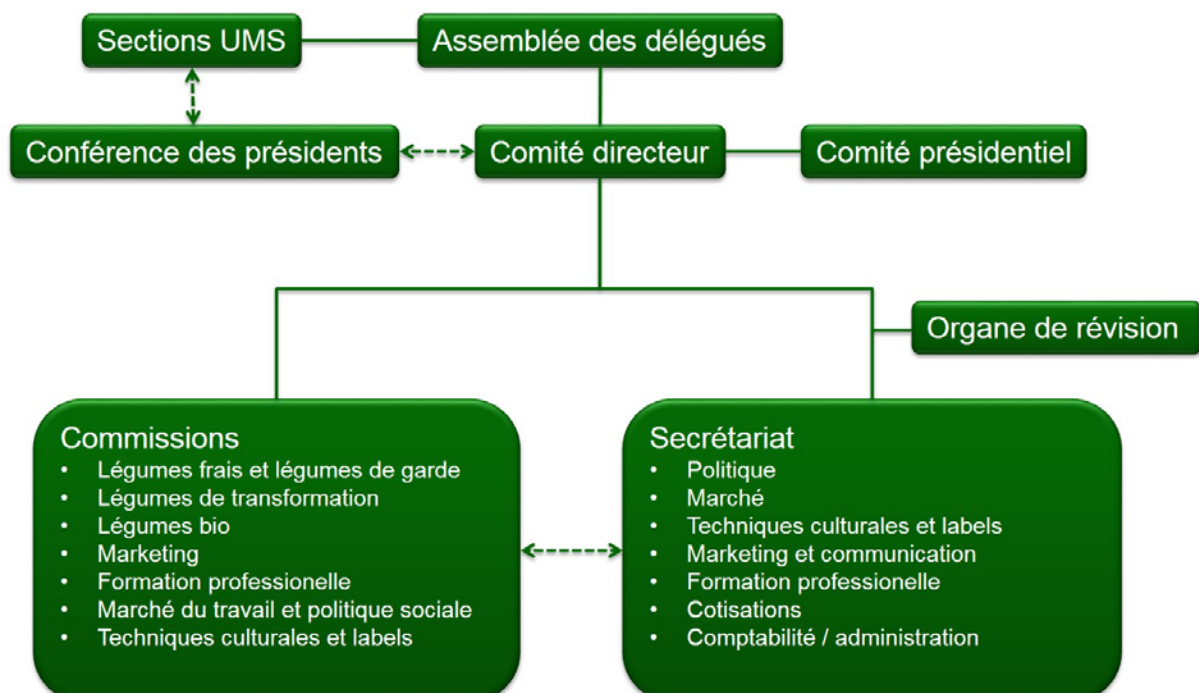 Sections UMS
Assemblée des délégués
Conférence des présidents
Comité directeur
Comité présidentiel
Organe de révision
Commissions
• Légumes frais et légumes de garde
• Légumes de transformation
• Légumes bio
• Marketing
• Formation professionelle
• Marché du travail et politique sociale
• Techniques culturales et labels
Secrétariat
• Politique
• Marché
• Techniques culturales et labels
• Marketing et communication
• Formation professionelle
• Cotisations
• Comptabilité / administration